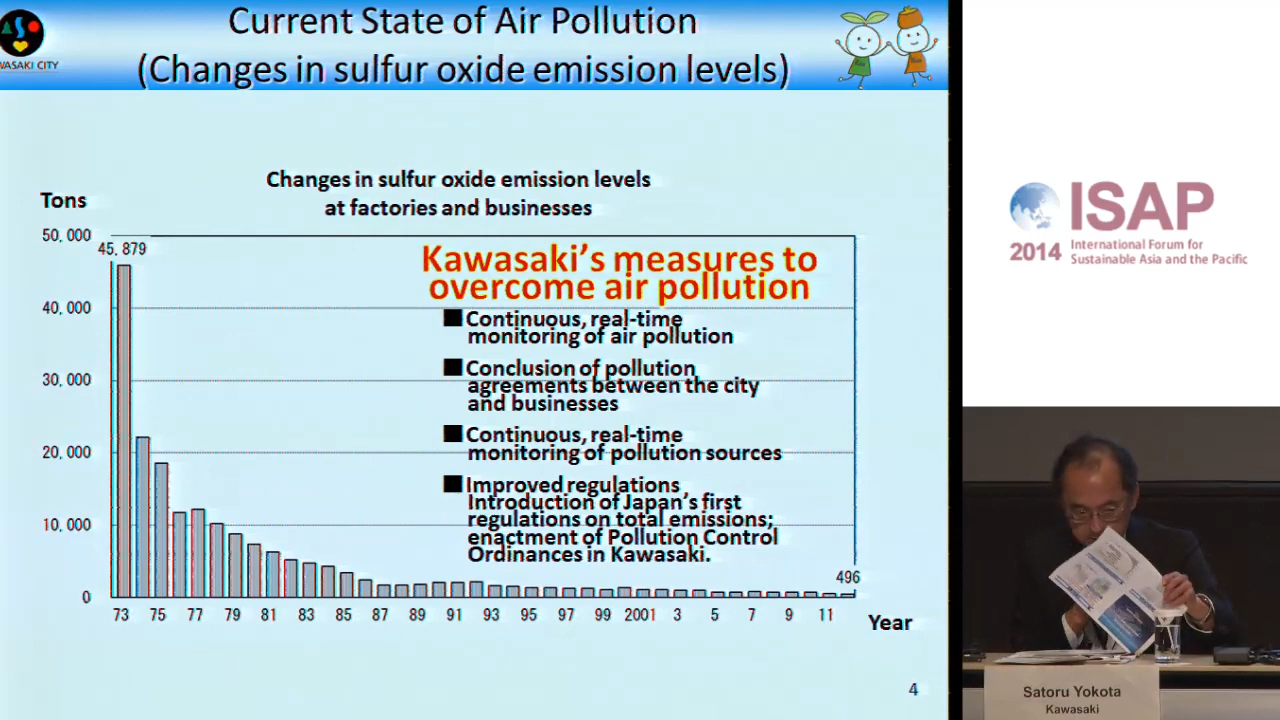 Current State of Air Pollution
(Changes in sulfur oxide emission levels)
WASAKI CITY
Changes in sulfur oxide emission levels
at factories and businesses
Tons
50,000
45,879
40,000
30,000
20,000
10,000
0
Kawasaki's measures to
overcome air pollution
■ Continuous, real-time
monitoring of air pollution
■ Conclusion of pollution
agreements between the city
and businesses
■ Continuous, real-time
monitoring of pollution sources
■ Improved regulations
Introduction of Japan's first
regulations on total emissions;
enactment of Pollution Control
Ordinances in Kawasaki.
496
73 75 77 79 81 83 85 87 89 91 93 95 97 99 2001 3 5 7 9 11
Year
4
ISAP
2014
International Forum for
Sustainable Asia and the Pacific
Satoru Yokota
Kawasaki